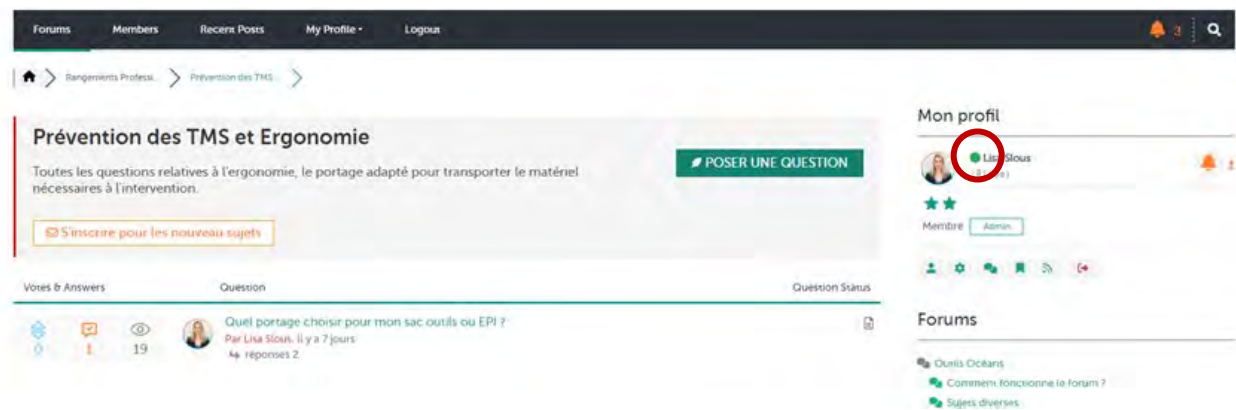 Forums Members Recent Posts My Profile Logout 3
Rangements Professi... Prévention des TMS...
Prévention des TMS et Ergonomie
Toutes les questions relatives à l'ergonomie, le portage adapté pour transporter le matériel
nécessaires à l'intervention.
POSER UNE QUESTION
S'inscrire pour les nouveau sujets
Votes & Answers Question Question Status
0 1 19
Quel portage choisir pour mon sac outils ou EPI ?
Par Lisa Slous, il y a 7 jours
réponses 2
Mon profil
Lisa Slous
Membre Admin
Forums
Outils Océans
Comment fonctionne le forum ?
Sujets diverses